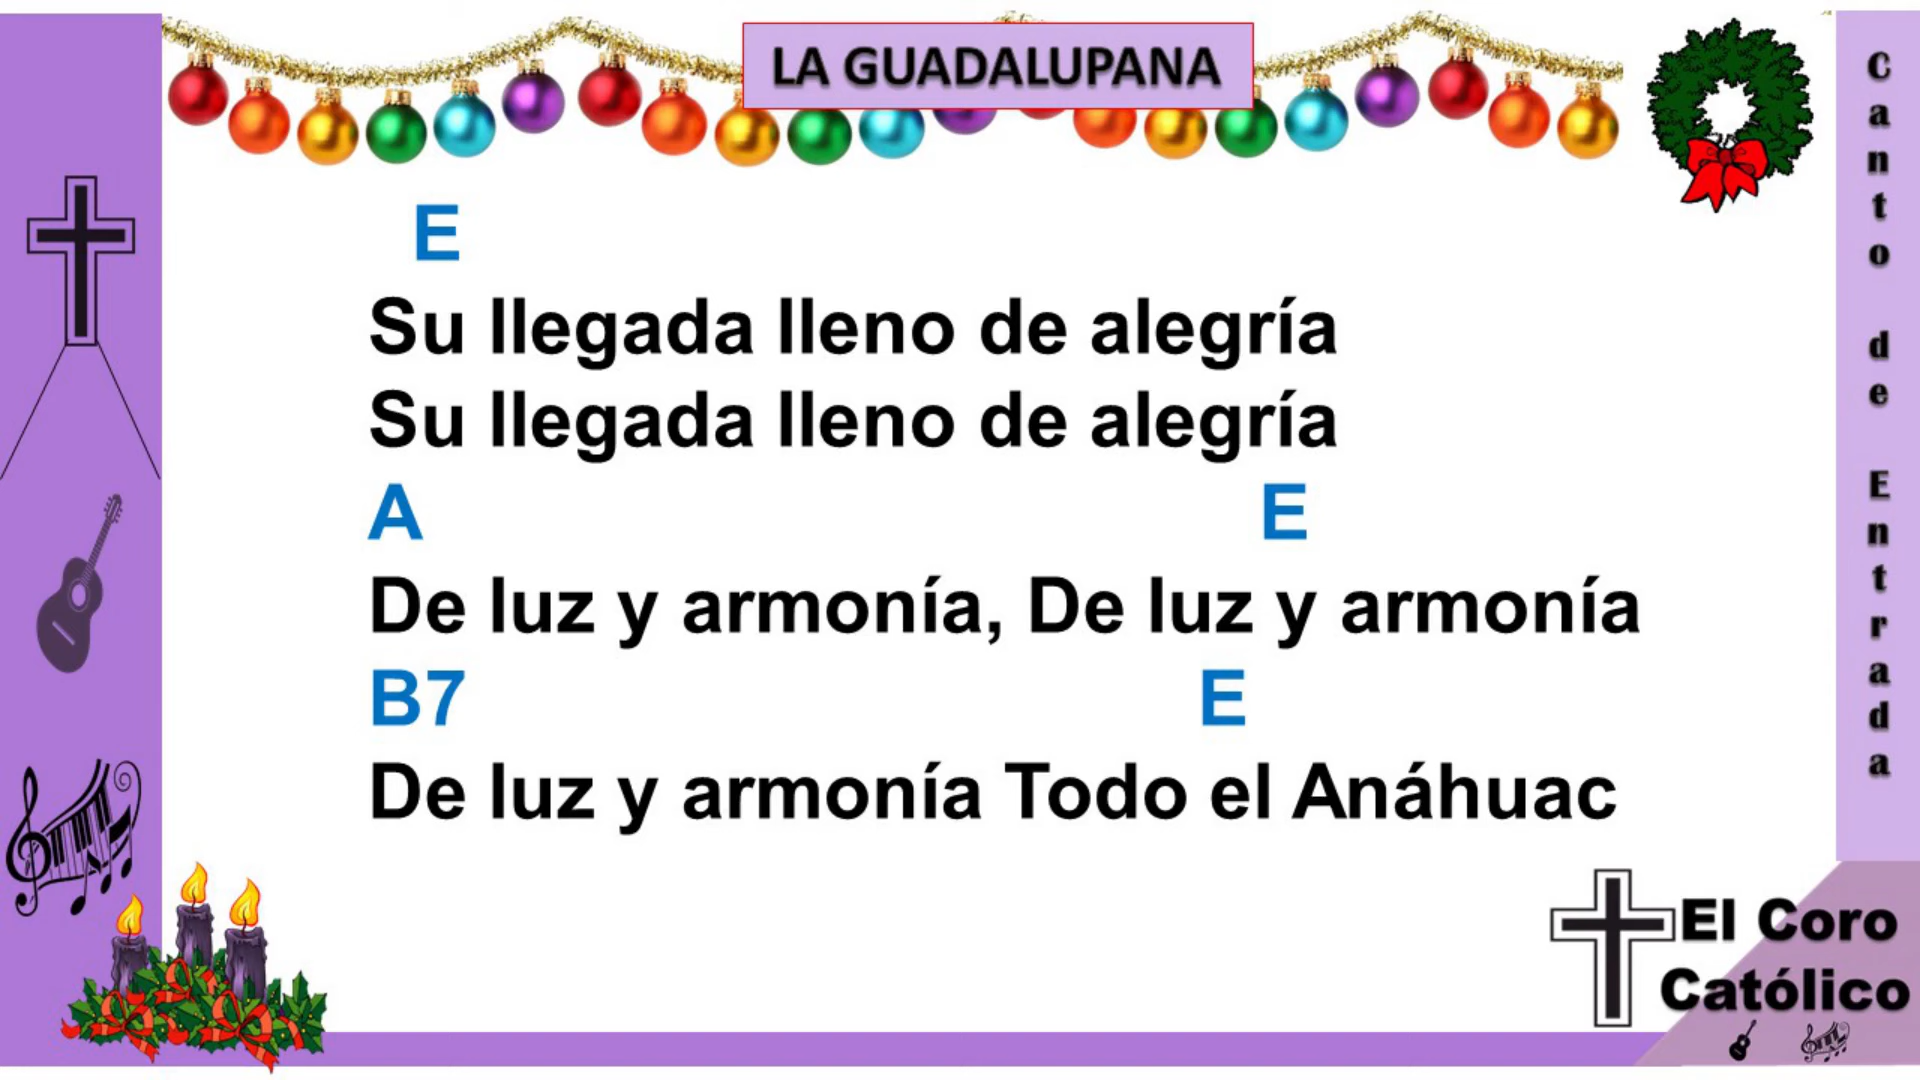 LA GUADALUPANA
E
Su llegada lleno de alegría
Su llegada lleno de alegría
A E
De luz y armonía, De luz y armonía
B7 E
De luz y armonía Todo el Anáhuac
Canto de Entrada
El Coro
Católico